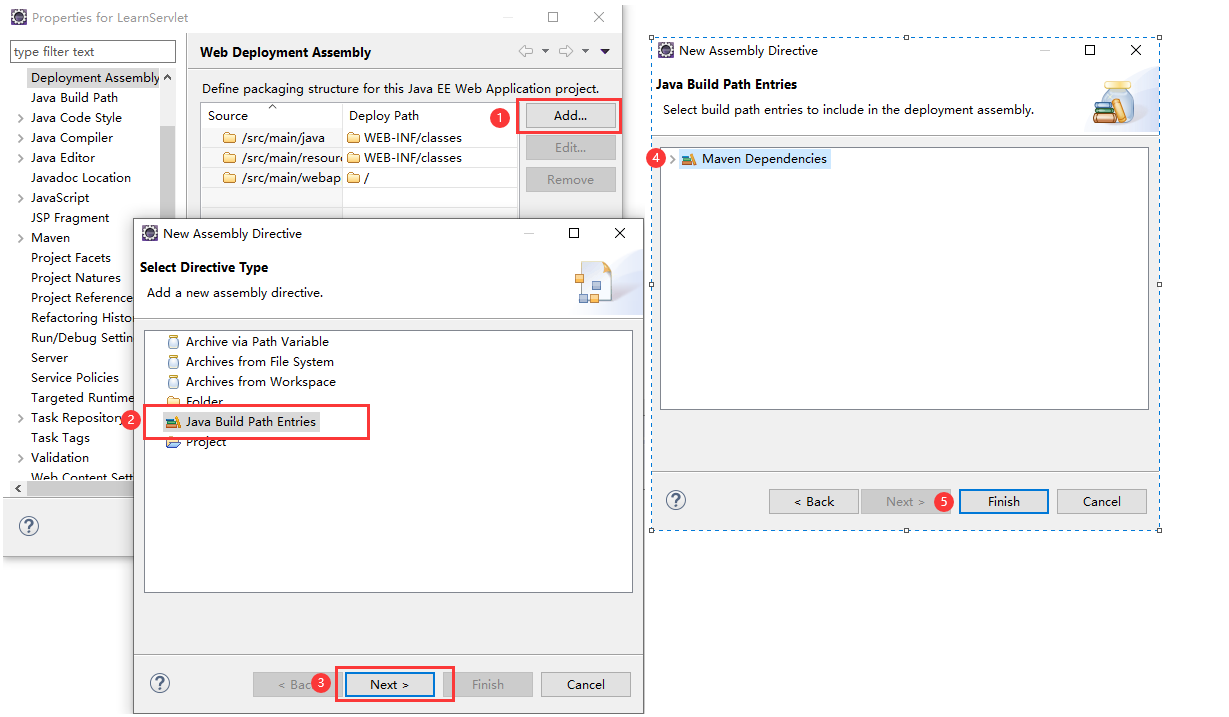 Properties for LearnServlet
type filter text
Deployment Assembly
Java Build Path
Java Code Style
Java Compiler
Java Editor
Javadoc Location
JavaScript
JSP Fragment
Maven
Project Facets
Project Natures
Project Reference
Refactoring Histo
Run/Debug Settin
Server
Service Policies
Targeted Runtime
Task Repository
Task Tags
Validation
Web Content Sett
Web Deployment Assembly
Define packaging structure for this Java EE Web Application project.
Source Deploy Path
/src/main/java WEB-INF/classes
/src/main/resour WEB-INF/classes
/src/main/webap /
1 Add...
Edit...
Remove
New Assembly Directive
Select Directive Type
Add a new assembly directive.
Archive via Path Variable
Archives from File System
Archives from Workspace
Folder
2 Java Build Path Entries
Project
? < Bac 3 Next > Finish Cancel
?
New Assembly Directive
Java Build Path Entries
Select build path entries to include in the deployment assembly.
4 Maven Dependencies
? < Back Next > 5 Finish Cancel